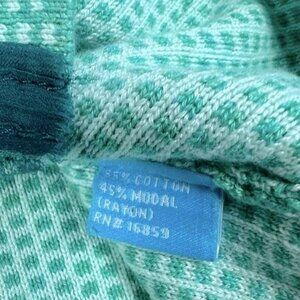 55% COTTON
45% MODAL
(RAYON)
RN# 16859